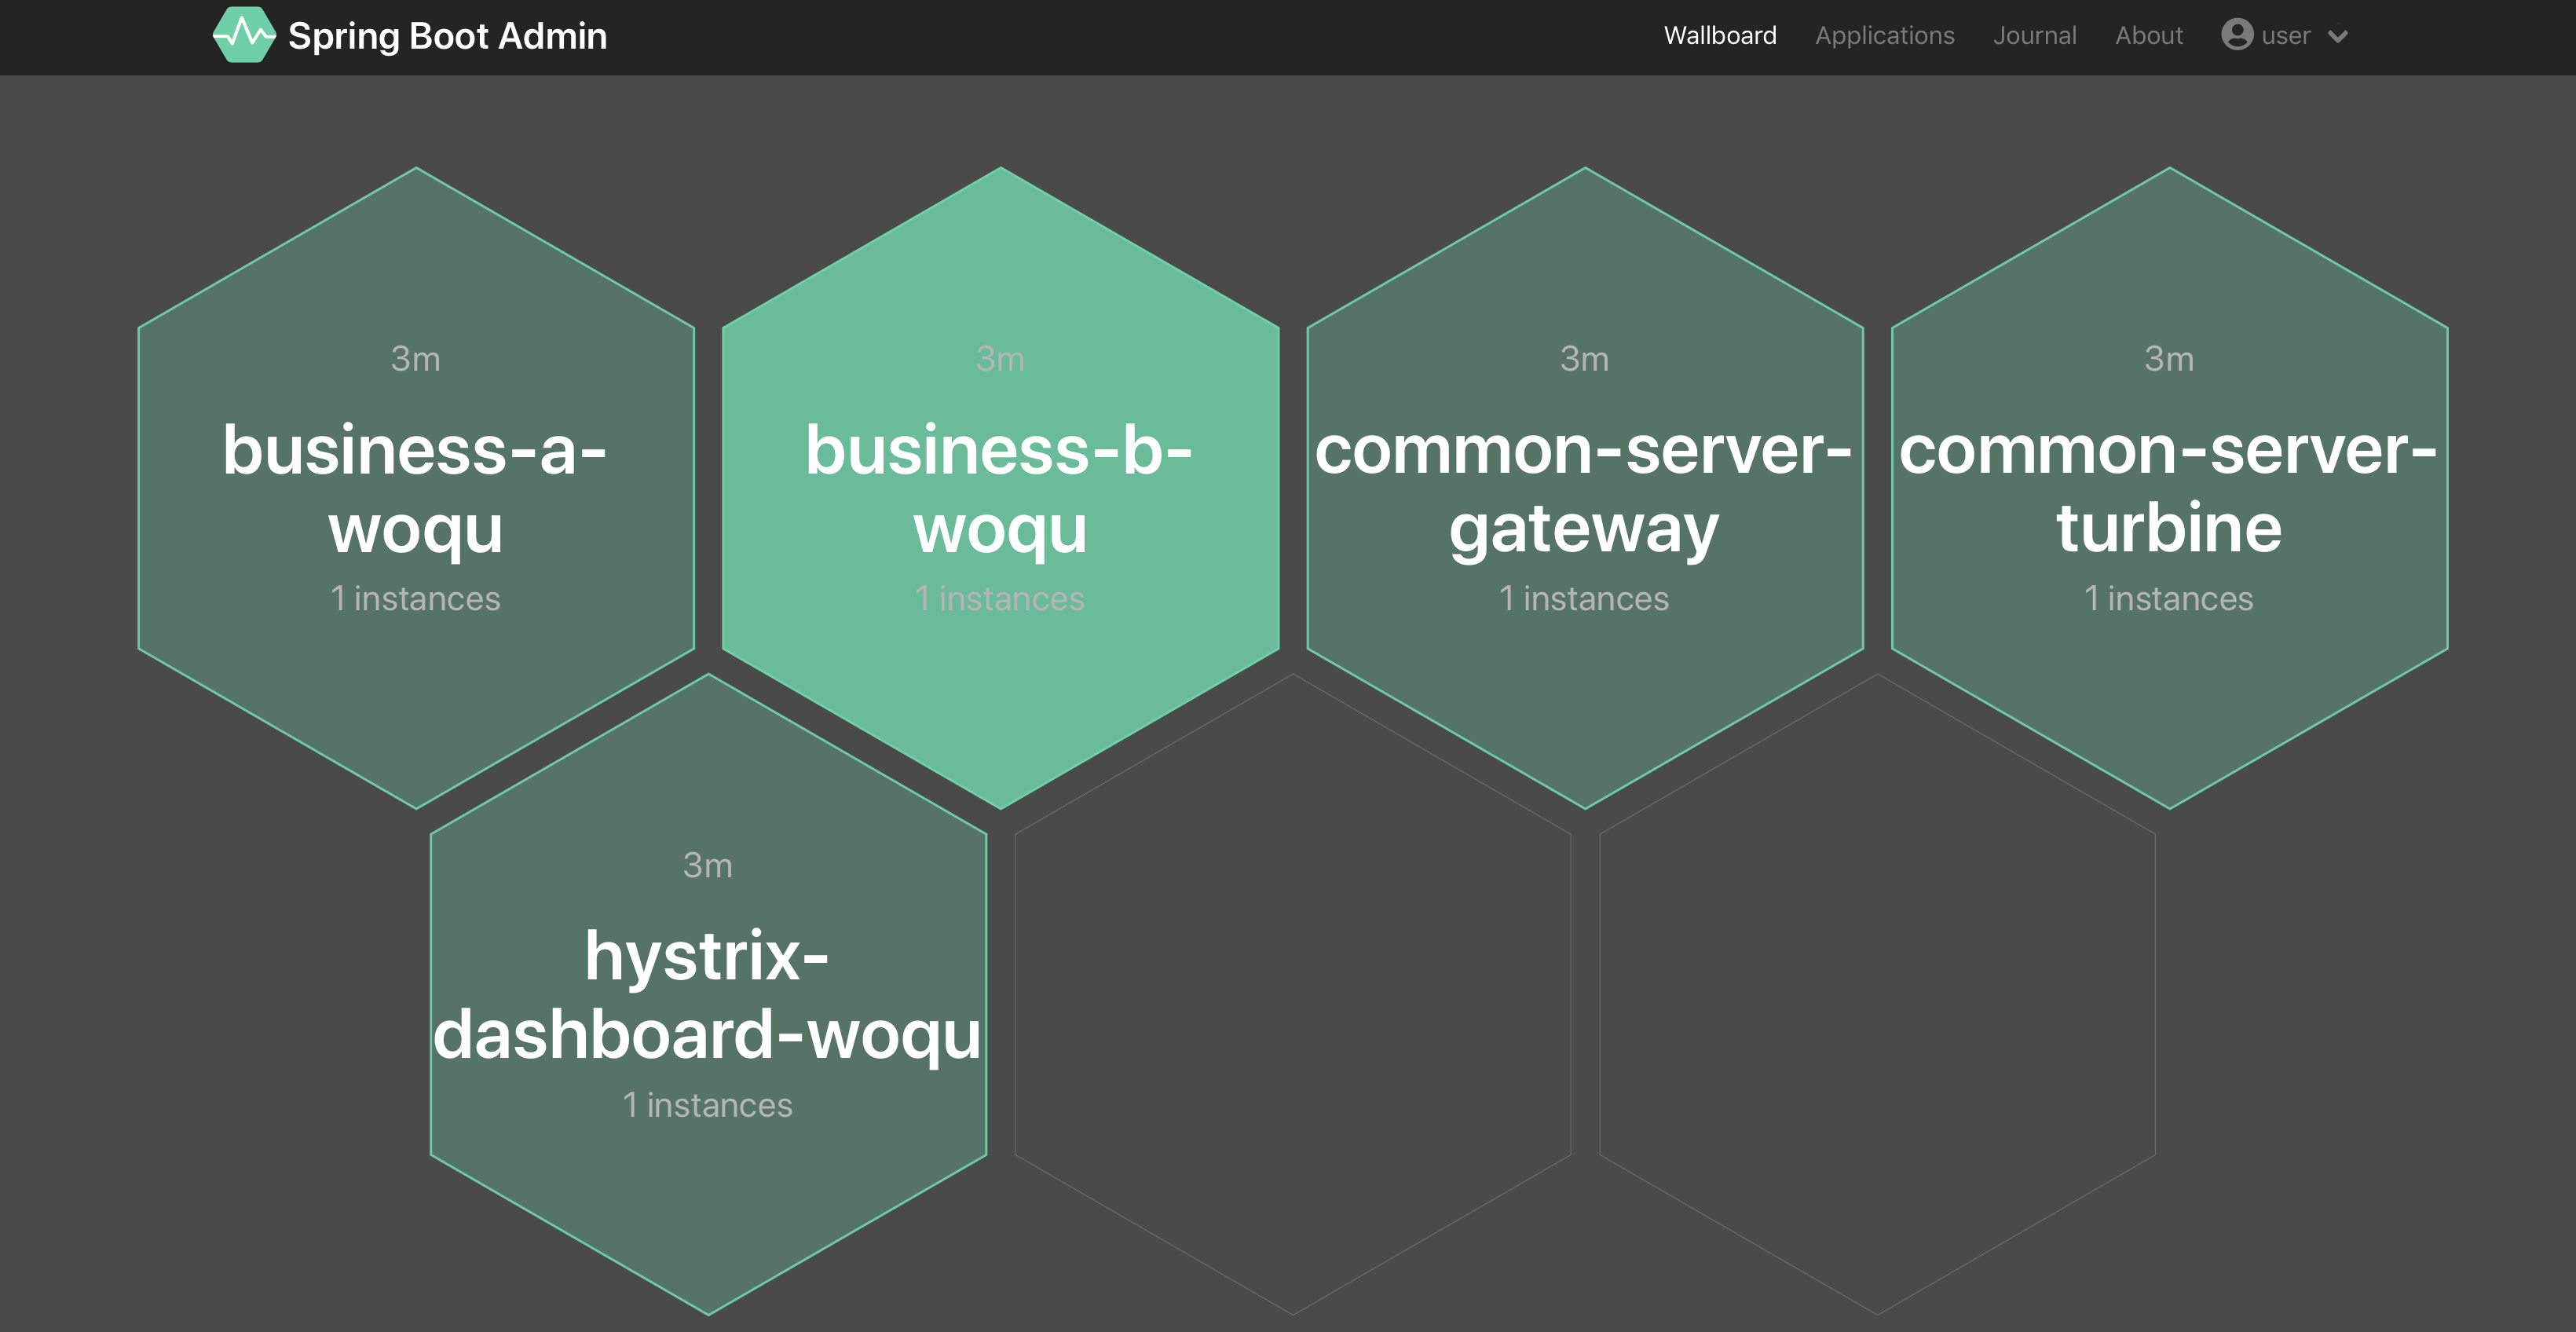 Spring Boot Admin
Wallboard
Applications
Journal
About
user
3m
business-a-
woqu
1 instances
3m
business-b-
woqu
1 instances
3m
common-server-
gateway
1 instances
3m
common-server-
turbine
1 instances
3m
hystrix-
dashboard-woqu
1 instances